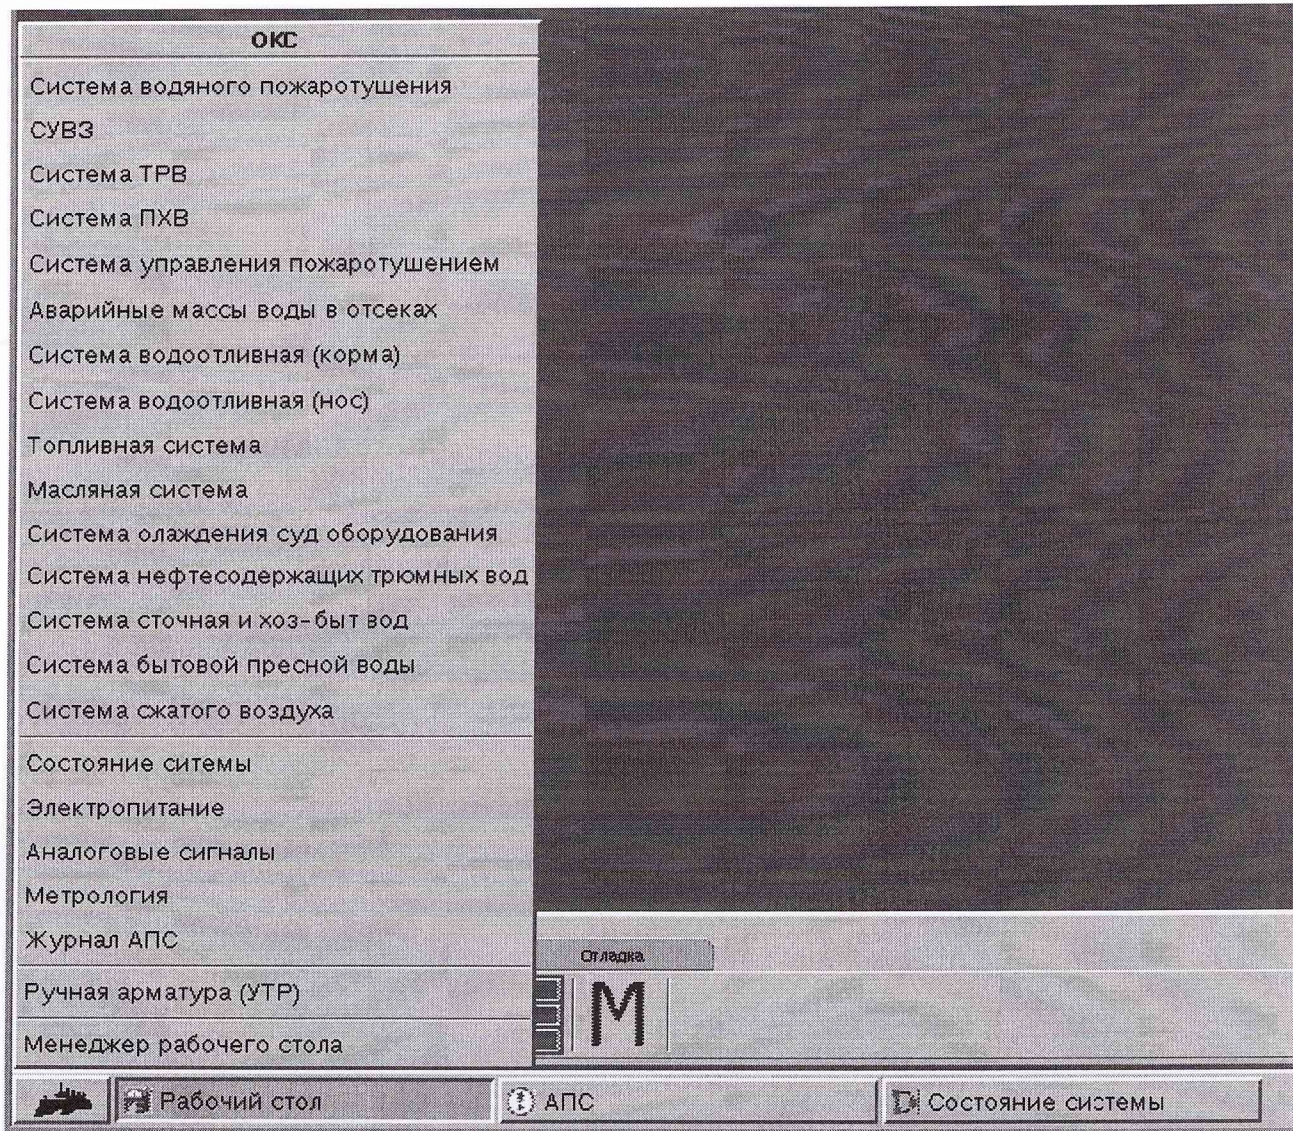 ОКС
Система водяного пожаротушения
СУВЗ
Система ТРВ
Система ПХВ
Система управления пожаротушением
Аварийные массы воды в отсеках
Система водоотливная (корма)
Система водоотливная (нос)
Топливная система
Масляная система
Система олаждения суд оборудования
Система нефтесодержащих трюмных вод
Система сточная и хоз-быт вод
Система бытовой пресной воды
Система сжатого воздуха
Состояние ситемы
Электропитание
Аналоговые сигналы
Метрология
Журнал АПС
Отладка
Ручная арматура (УТР)
М
Менеджер рабочего стола
Рабочий стол
АПС
Состояние системы